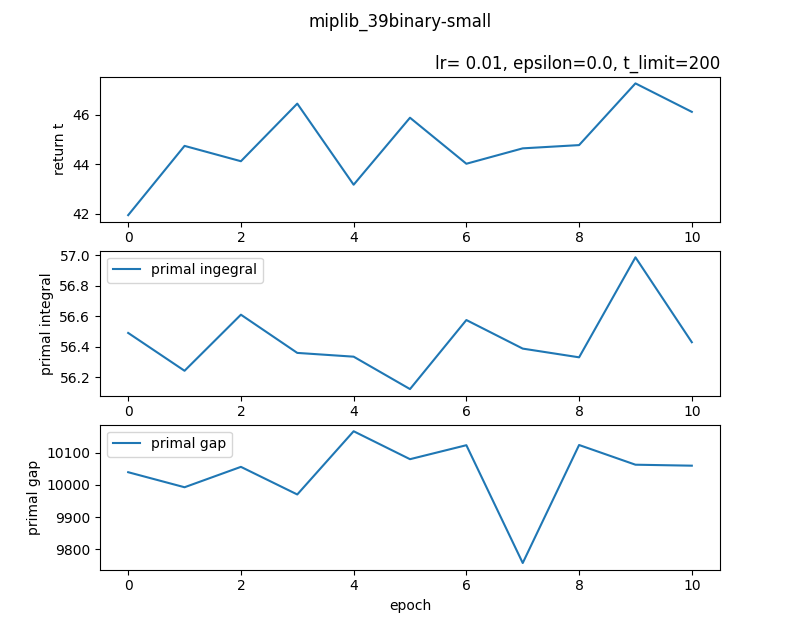 miplib_39binary-small
lr= 0.01, epsilon=0.0, t_limit=200
return t
46
44
42
0 2 4 6 8 10
primal integral
primal ingegral
57.0
56.8
56.6
56.4
56.2
0 2 4 6 8 10
primal gap
primal gap
10100
10000
9900
9800
0 2 4 6 8 10
epoch